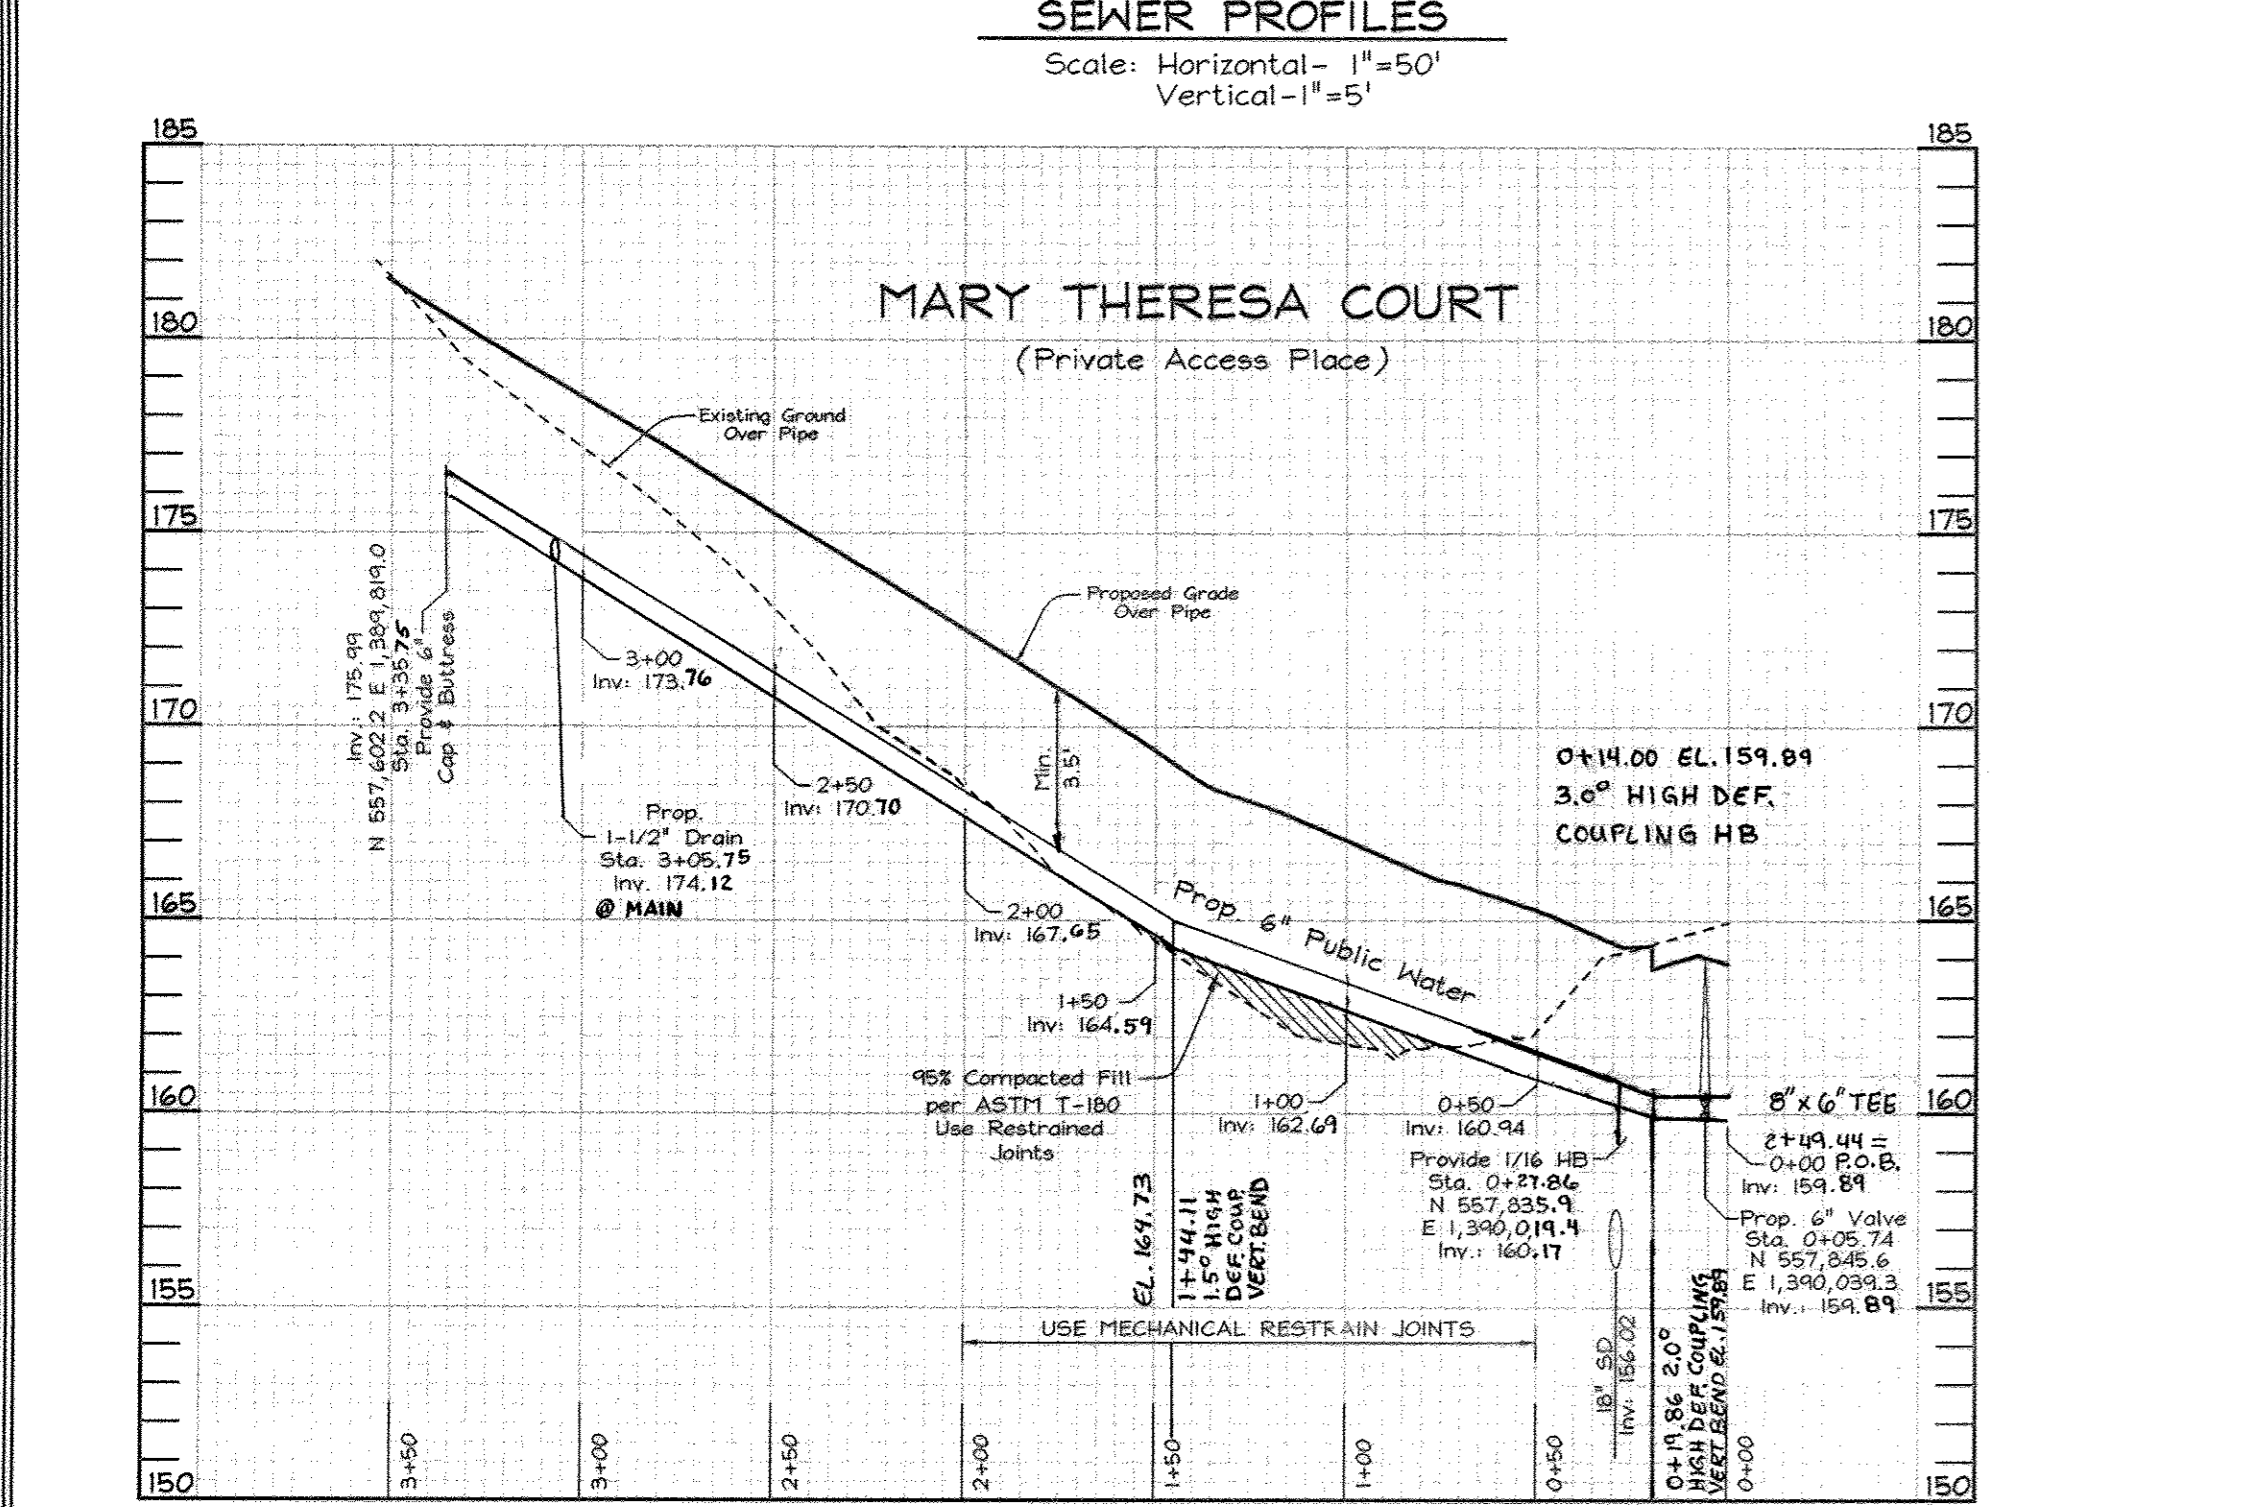 SEWER PROFILES
Scale: Horizontal- 1"=50'
Vertical-1"=5'
185
185
MARY THERESA COURT
(Private Access Place)
180
180
Existing Ground
Over Pipe
175
175
Proposed Grade
Over Pipe
Inv: 175.99
N 557,602.2 E 1,389,819.0
Sta. 3+35.75
Provide 6"
Cap & Buttress
3+00
Inv: 173.76
170
170
Min.
3.5'
0+14.00 EL.159.89
3.0° HIGH DEF.
COUPLING HB
2+50
Inv: 170.70
Prop.
1-1/2" Drain
Sta. 3+05.75
Inv. 174.12
@ MAIN
165
165
2+00
Inv: 167.65
Prop. 6" Public Water
1+50
Inv: 164.59
95% Compacted Fill
per ASTM T-180
Use Restrained
Joints
160
160
1+00
Inv: 162.69
0+50
Inv: 160.94
8"x6" TEE
2+49.44=
0+00 P.O.B.
Inv: 159.89
Provide 1/16 HB
Sta. 0+27.86
N 557,835.9
E 1,390,019.4
Inv.: 160.17
Prop. 6" Valve
Sta. 0+05.74
N 557,845.6
E 1,390,039.3
Inv.: 159.89
EL. 164.73
1+44.11
1.5° HIGH
DEF. COUP.
VERT. BEND
155
155
USE MECHANICAL RESTRAIN JOINTS
18" SD
Inv: 156.02
0+19.86 2.0°
HIGH DEF. COUPLING
VERT BEND EL.159.89
150
3+50
3+00
2+50
2+00
1+50
1+00
0+50
0+00
150